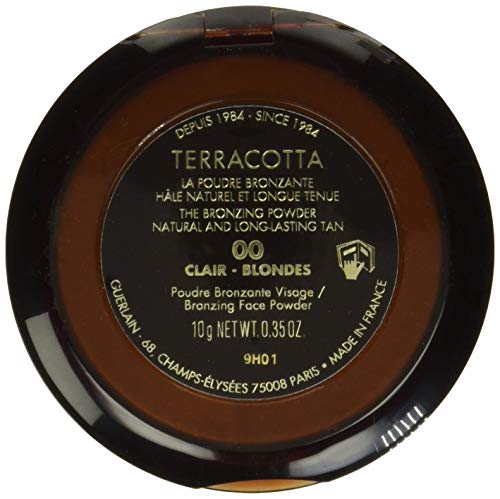 DEPUIS 1984 - SINCE 1984
TERRACOTTA
LA POUDRE BRONZANTE
HÂLE NATUREL ET LONGUE TENUE
THE BRONZING POWDER
NATURAL AND LONG-LASTING TAN
00
CLAIR - BLONDES
Poudre Bronzante Visage /
Bronzing Face Powder
10g NET WT. 0.35 OZ.
9H01
GUERLAIN - 68, CHAMPS-ÉLYSÉES 75008 PARIS • MADE IN FRANCE